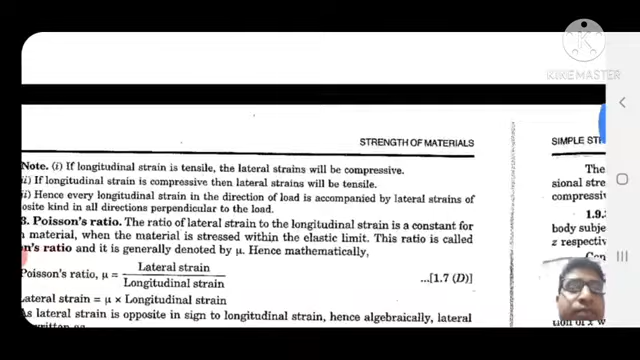 KINEMASTER
STRENGTH OF MATERIALS
Note. (i) If longitudinal strain is tensile, the lateral strains will be compressive.
ii) If longitudinal strain is compressive then lateral strains will be tensile.
ii) Hence every longitudinal strain in the direction of load is accompanied by lateral strains of
osite kind in all directions perpendicular to the load.
3. Poisson's ratio. The ratio of lateral strain to the longitudinal strain is a constant for
material, when the material is stressed within the elastic limit. This ratio is called
n's ratio and it is generally denoted by μ. Hence mathematically,
Poisson's ratio, μ = Lateral strain / Longitudinal strain ...[1.7 (D)]
Lateral strain = μ × Longitudinal strain
As lateral strain is opposite in sign to longitudinal strain, hence algebraically, lateral
written as
SIMPLE ST
The
sional stre
compressiv
1.9.
body subje
z respectiv